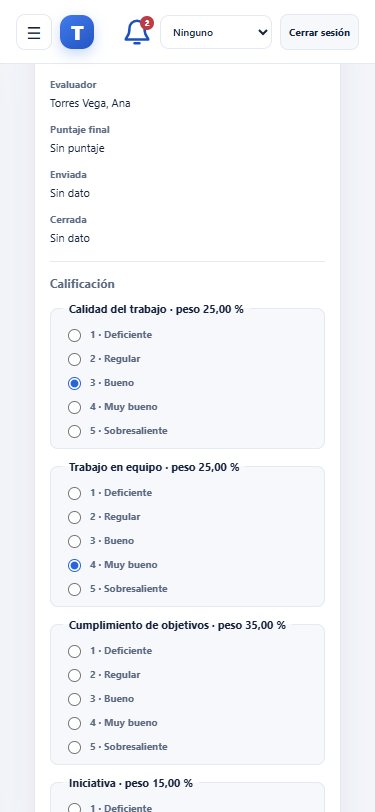 ☰
T
2
Ninguno
Cerrar sesión
Evaluador
Torres Vega, Ana
Puntaje final
Sin puntaje
Enviada
Sin dato
Cerrada
Sin dato
Calificación
Calidad del trabajo · peso 25,00 %
1 · Deficiente
2 · Regular
3 · Bueno
4 · Muy bueno
5 · Sobresaliente
Trabajo en equipo · peso 25,00 %
1 · Deficiente
2 · Regular
3 · Bueno
4 · Muy bueno
5 · Sobresaliente
Cumplimiento de objetivos · peso 35,00 %
1 · Deficiente
2 · Regular
3 · Bueno
4 · Muy bueno
5 · Sobresaliente
Iniciativa · peso 15,00 %
1 · Deficiente